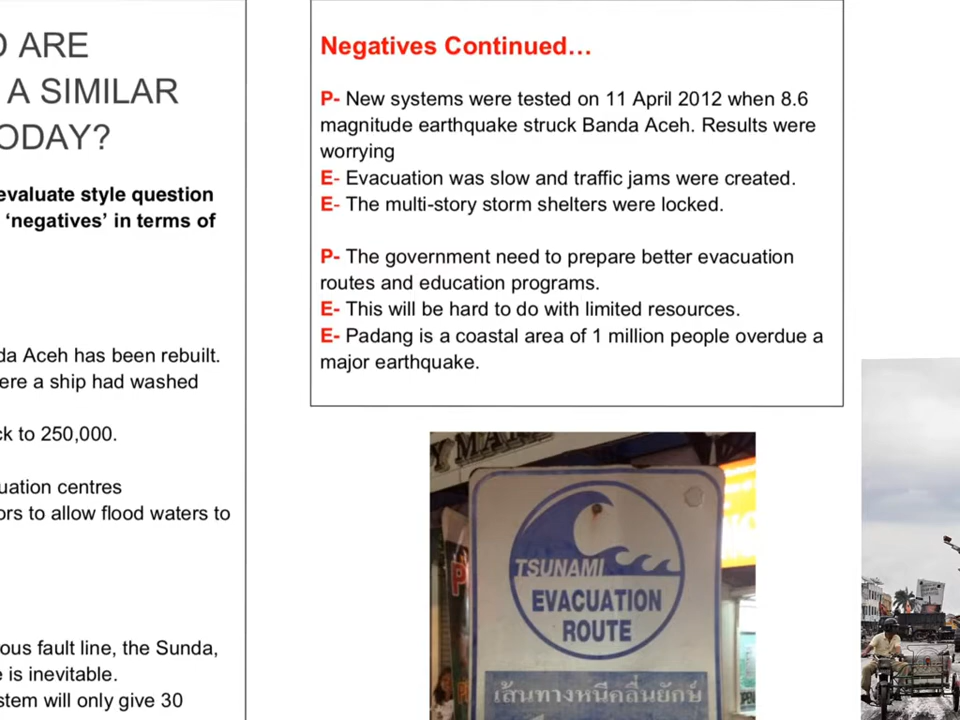 O ARE
A SIMILAR
ODAY?
evaluate style question
‘negatives’ in terms of
da Aceh has been rebuilt.
ere a ship had washed
ck to 250,000.
uation centres
ors to allow flood waters to
ous fault line, the Sunda,
e is inevitable.
stem will only give 30
Negatives Continued…
P- New systems were tested on 11 April 2012 when 8.6
magnitude earthquake struck Banda Aceh. Results were
worrying
E- Evacuation was slow and traffic jams were created.
E- The multi-story storm shelters were locked.
P- The government need to prepare better evacuation
routes and education programs.
E- This will be hard to do with limited resources.
E- Padang is a coastal area of 1 million people overdue a
major earthquake.
TSUNAMI
EVACUATION
ROUTE
เส้นทางหนีคลื่นยักษ์